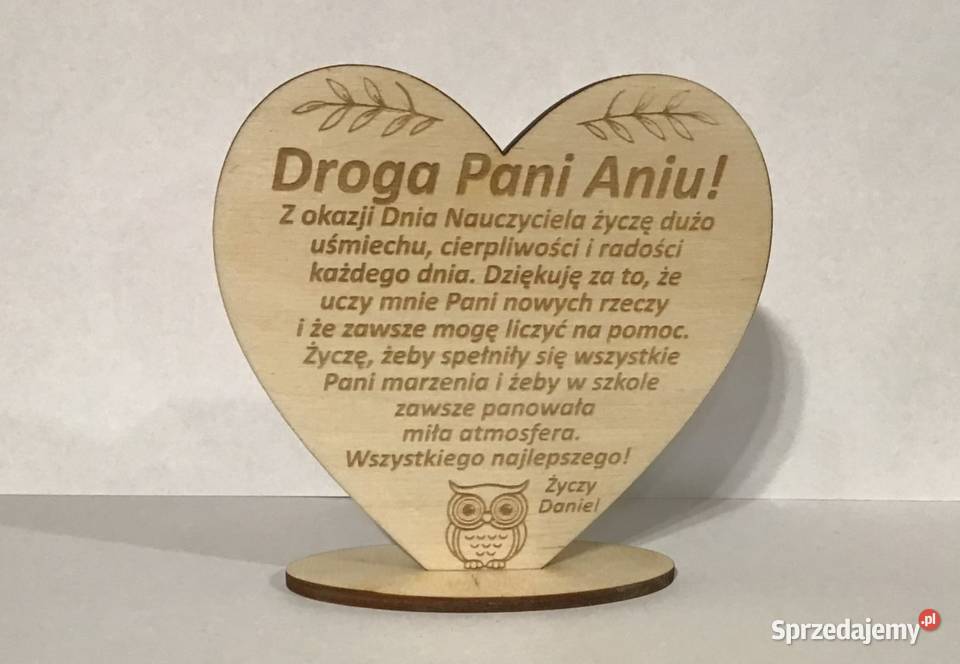 Droga Pani Aniu!
Z okazji Dnia Nauczyciela życzę dużo
uśmiechu, cierpliwości i radości
każdego dnia. Dziękuję za to, że
uczy mnie Pani nowych rzeczy
i że zawsze mogę liczyć na pomoc.
Życzę, żeby spełniły się wszystkie
Pani marzenia i żeby w szkole
zawsze panowała
miła atmosfera.
Wszystkiego najlepszego!
Życzy
Daniel
Sprzedajemy.pl